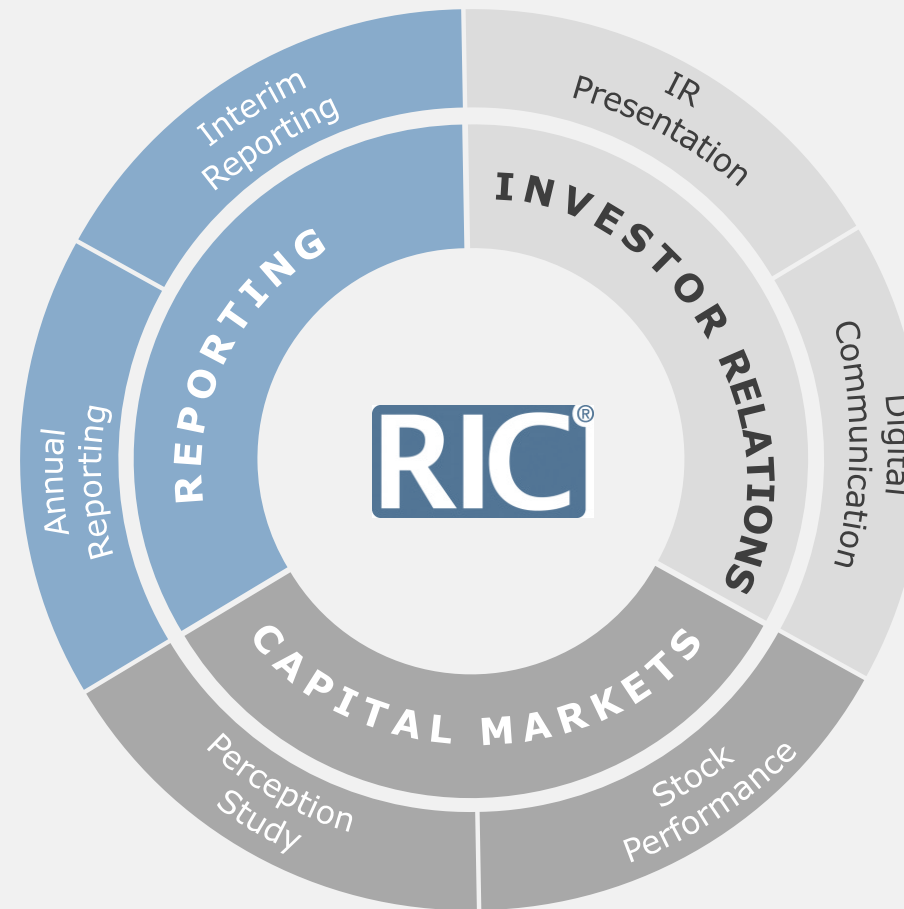 Interim
Reporting
IR
Presentation
REPORTING
INVESTOR RELATIONS
Annual
Reporting
RIC®
Digital
Communication
CAPITAL MARKETS
Perception
Study
Stock
Performance